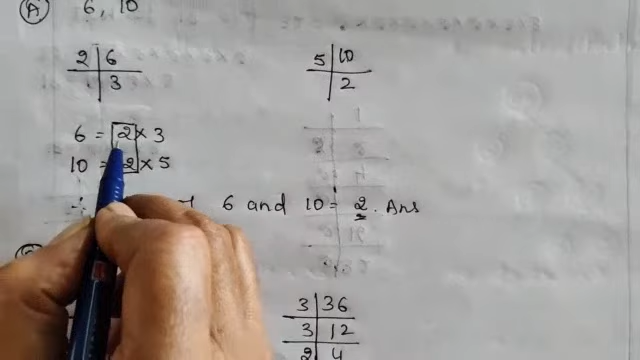 (A) 6, 10
2 | 6
3
5 | 10
2
6 = 2 × 3
10 = 2 × 5
6 and 10 = 2. Ans
3 | 36
3 | 12
2 | 4